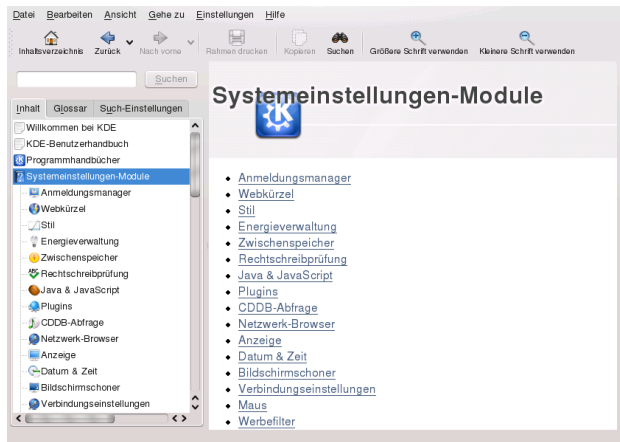 Datei Bearbeiten Ansicht Gehe zu Einstellungen Hilfe
Inhaltsverzeichnis Zurück Nach vorne Rahmen drucken Kopieren Suchen Größere Schrift verwenden Kleinere Schrift verwenden
Suchen
Inhalt Glossar Such-Einstellungen
Willkommen bei KDE
KDE-Benutzerhandbuch
Programmhandbücher
Systemeinstellungen-Module
Anmeldungsmanager
Webkürzel
Stil
Energieverwaltung
Zwischenspeicher
Rechtschreibprüfung
Java & JavaScript
Plugins
CDDB-Abfrage
Netzwerk-Browser
Anzeige
Datum & Zeit
Bildschirmschoner
Verbindungseinstellungen
Systemeinstellungen-Module
Anmeldungsmanager
Webkürzel
Stil
Energieverwaltung
Zwischenspeicher
Rechtschreibprüfung
Java & JavaScript
Plugins
CDDB-Abfrage
Netzwerk-Browser
Anzeige
Datum & Zeit
Bildschirmschoner
Verbindungseinstellungen
Maus
Werbefilter